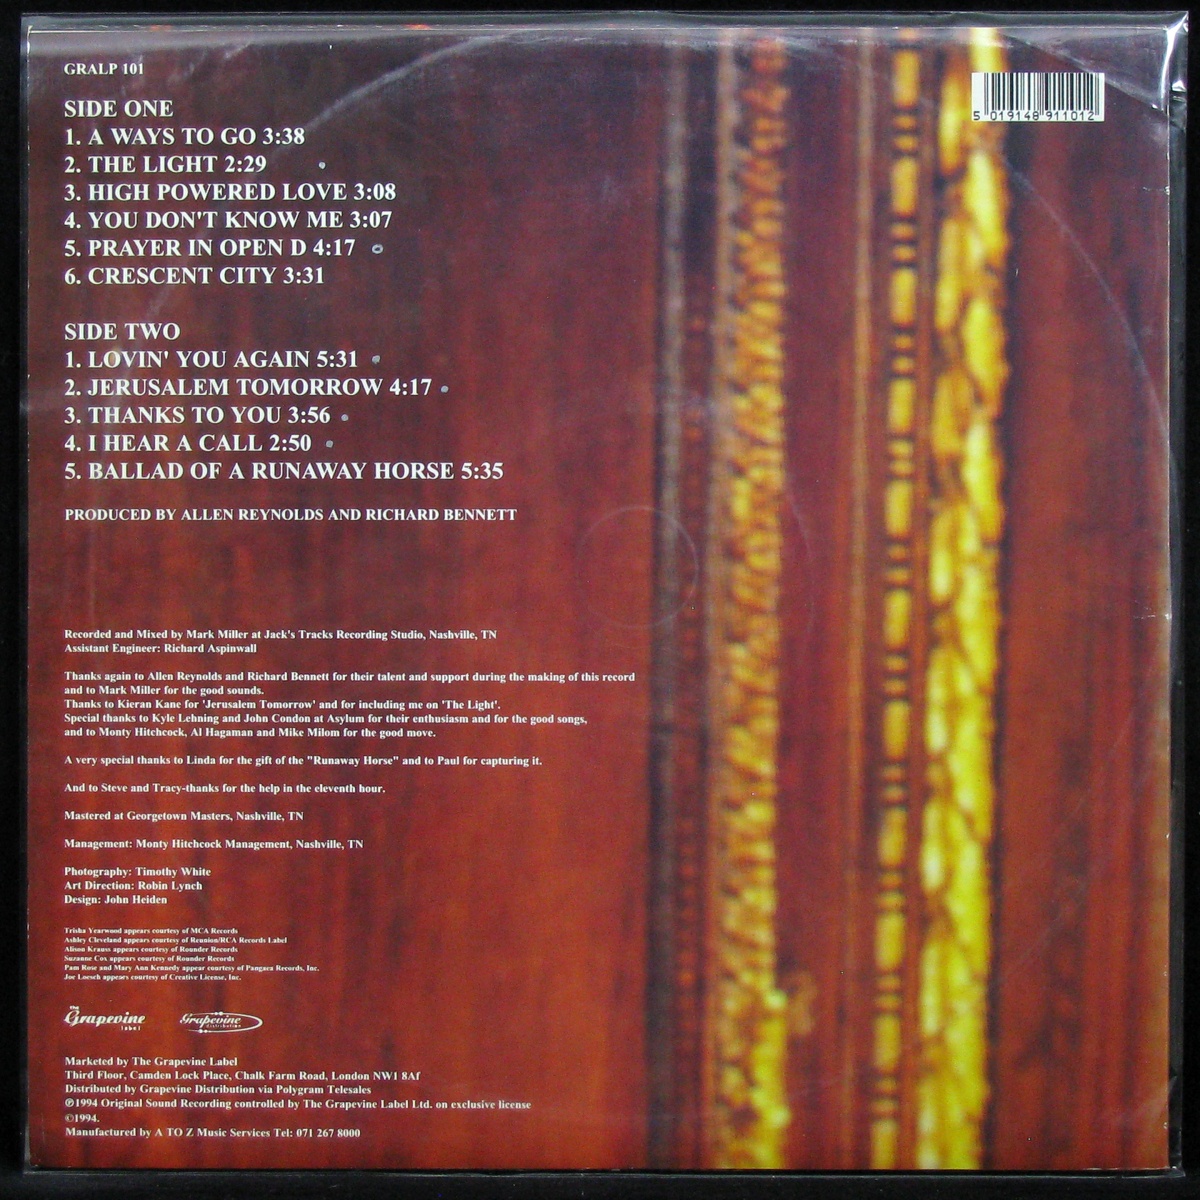 GRALP 101
5 019148 911012
SIDE ONE
1. A WAYS TO GO 3:38
2. THE LIGHT 2:29
3. HIGH POWERED LOVE 3:08
4. YOU DON'T KNOW ME 3:07
5. PRAYER IN OPEN D 4:17
6. CRESCENT CITY 3:31
SIDE TWO
1. LOVIN' YOU AGAIN 5:31
2. JERUSALEM TOMORROW 4:17
3. THANKS TO YOU 3:56
4. I HEAR A CALL 2:50
5. BALLAD OF A RUNAWAY HORSE 5:35
PRODUCED BY ALLEN REYNOLDS AND RICHARD BENNETT
Recorded and Mixed by Mark Miller at Jack's Tracks Recording Studio, Nashville, TN
Assistant Engineer: Richard Aspinwall
Thanks again to Allen Reynolds and Richard Bennett for their talent and support during the making of this record
and to Mark Miller for the good sounds.
Thanks to Kieran Kane for 'Jerusalem Tomorrow' and for including me on 'The Light'.
Special thanks to Kyle Lehning and John Condon at Asylum for their enthusiasm and for the good songs,
and to Monty Hitchcock, Al Hagaman and Mike Milom for the good move.
A very special thanks to Linda for the gift of the "Runaway Horse" and to Paul for capturing it.
And to Steve and Tracy-thanks for the help in the eleventh hour.
Mastered at Georgetown Masters, Nashville, TN
Management: Monty Hitchcock Management, Nashville, TN
Photography: Timothy White
Art Direction: Robin Lynch
Design: John Heiden
Trisha Yearwood appears courtesy of MCA Records
Ashley Cleveland appears courtesy of Reunion/RCA Records Label
Alison Krauss appears courtesy of Rounder Records
Suzanne Cox appears courtesy of Rounder Records
Pam Rose and Mary Ann Kennedy appear courtesy of Pangaea Records, Inc.
Joe Loesch appears courtesy of Creative License, Inc.
The Grapevine label
Grapevine distribution
Marketed by The Grapevine Label
Third Floor, Camden Lock Place, Chalk Farm Road, London NW1 8Af
Distributed by Grapevine Distribution via Polygram Telesales
℗1994 Original Sound Recording controlled by The Grapevine Label Ltd. on exclusive license
©1994.
Manufactured by A TO Z Music Services Tel: 071 267 8000